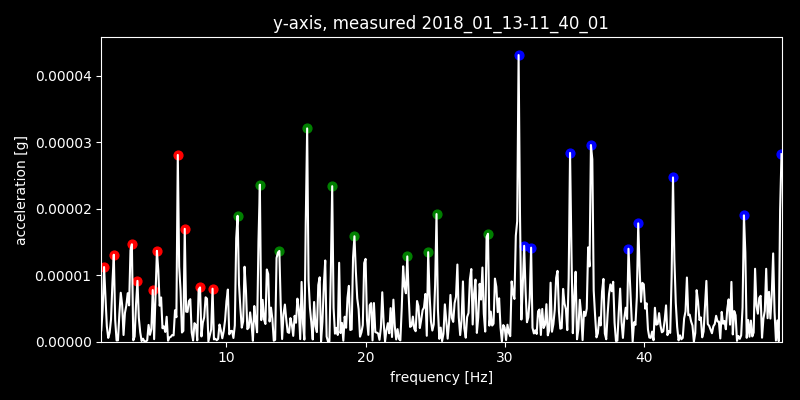 y-axis, measured 2018_01_13-11_40_01
0.00004
0.00003
0.00002
0.00001
0.00000
acceleration [g]
10 20 30 40
frequency [Hz]